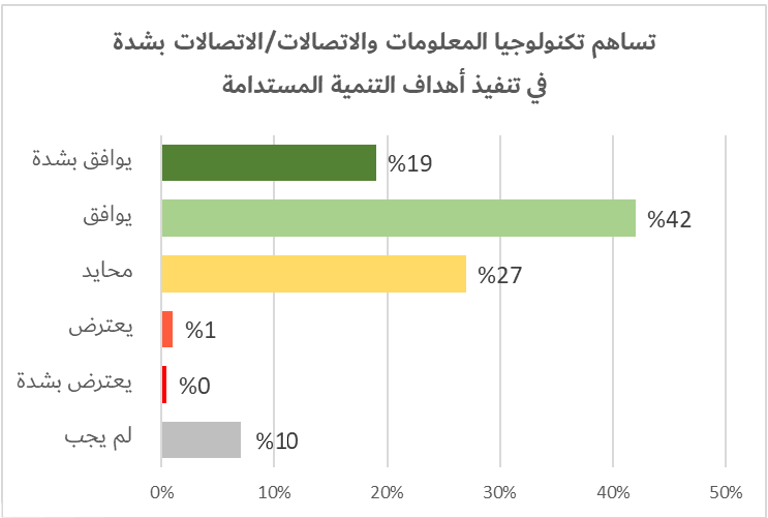 تساهم تكنولوجيا المعلومات والاتصالات/الاتصالات بشدة
في تنفيذ أهداف التنمية المستدامة
يوافق بشدة %19
يوافق %42
محايد %27
يعترض %1
يعترض بشدة %0
لم يجب %10
0% 10% 20% 30% 40% 50%